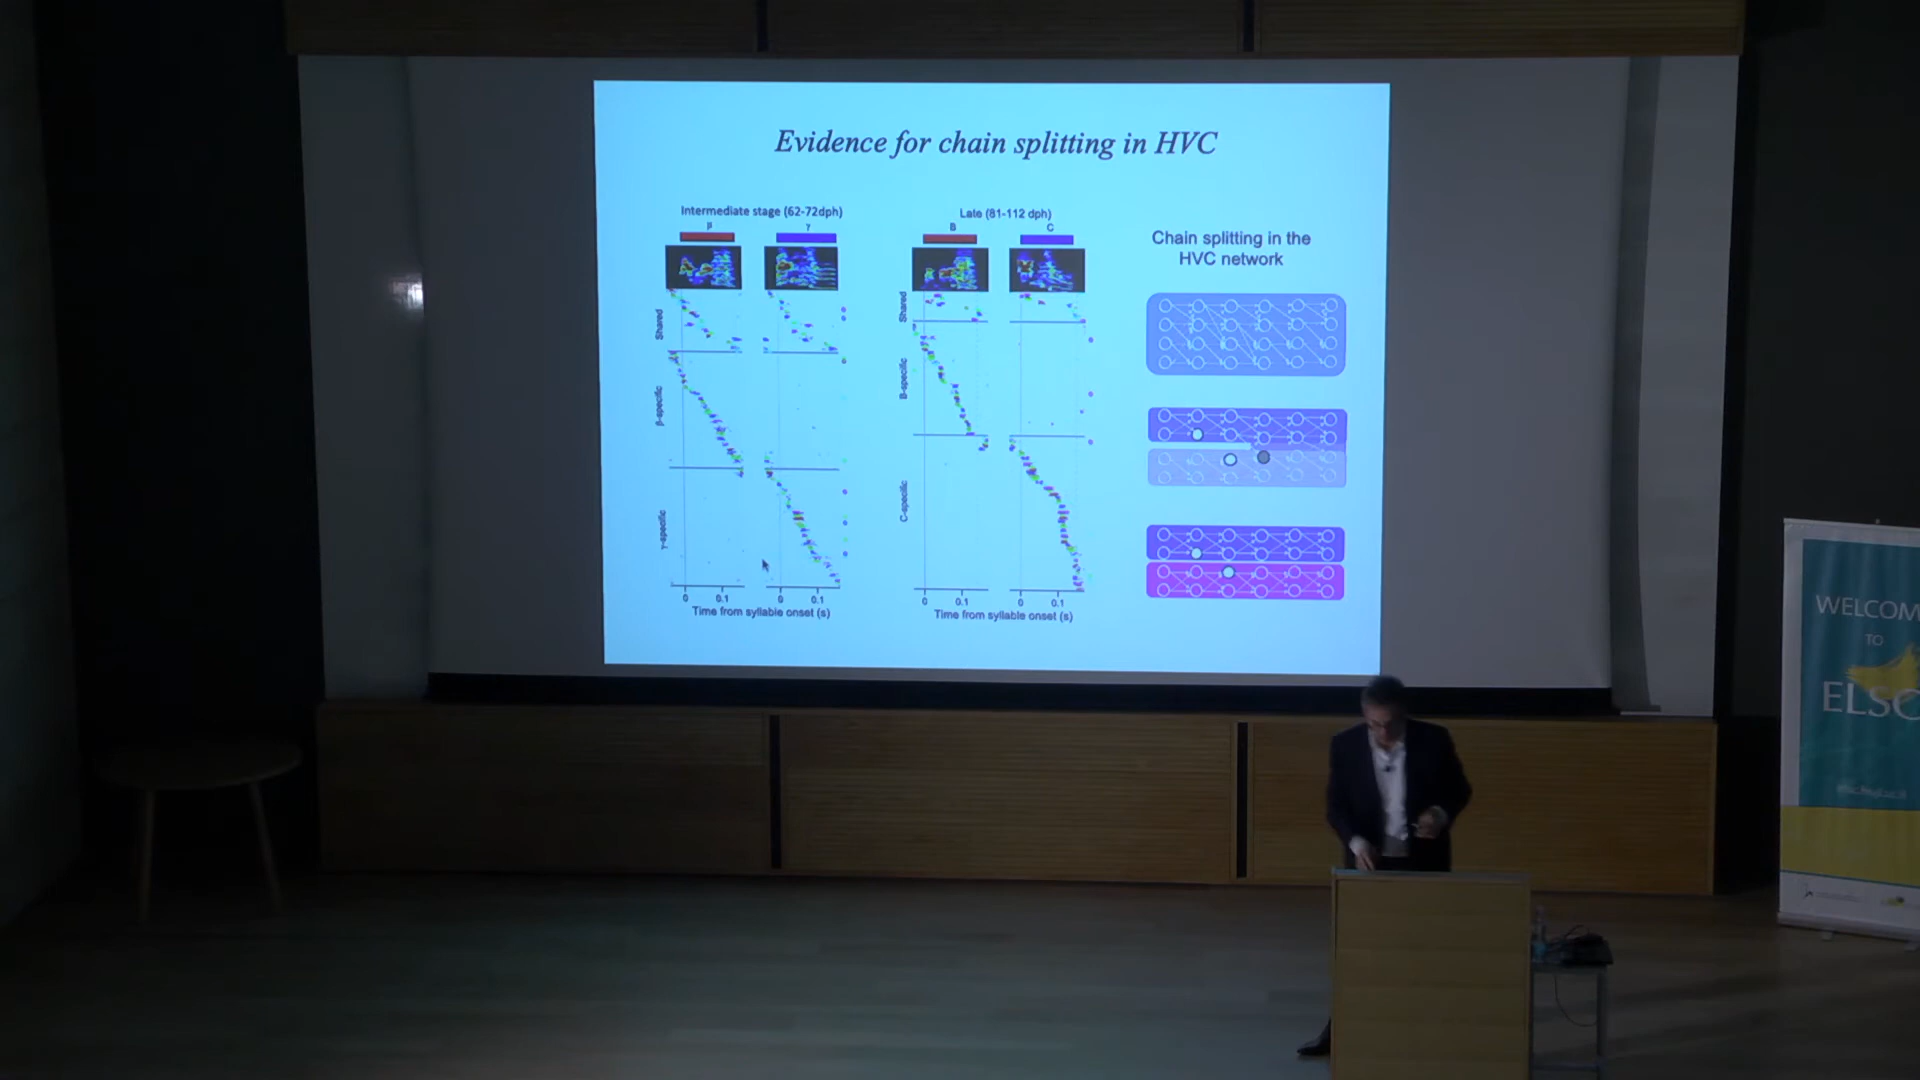 Evidence for chain splitting in HVC
Intermediate stage (62-72dph)
β
γ
Shared
β-specific
γ-specific
0
0.1
0
0.1
Time from syllable onset (s)
Late (81-112 dph)
B
C
Shared
B-specific
C-specific
0
0.1
0
0.1
Time from syllable onset (s)
Chain splitting in the
HVC network
WELCOM
TO
ELSC